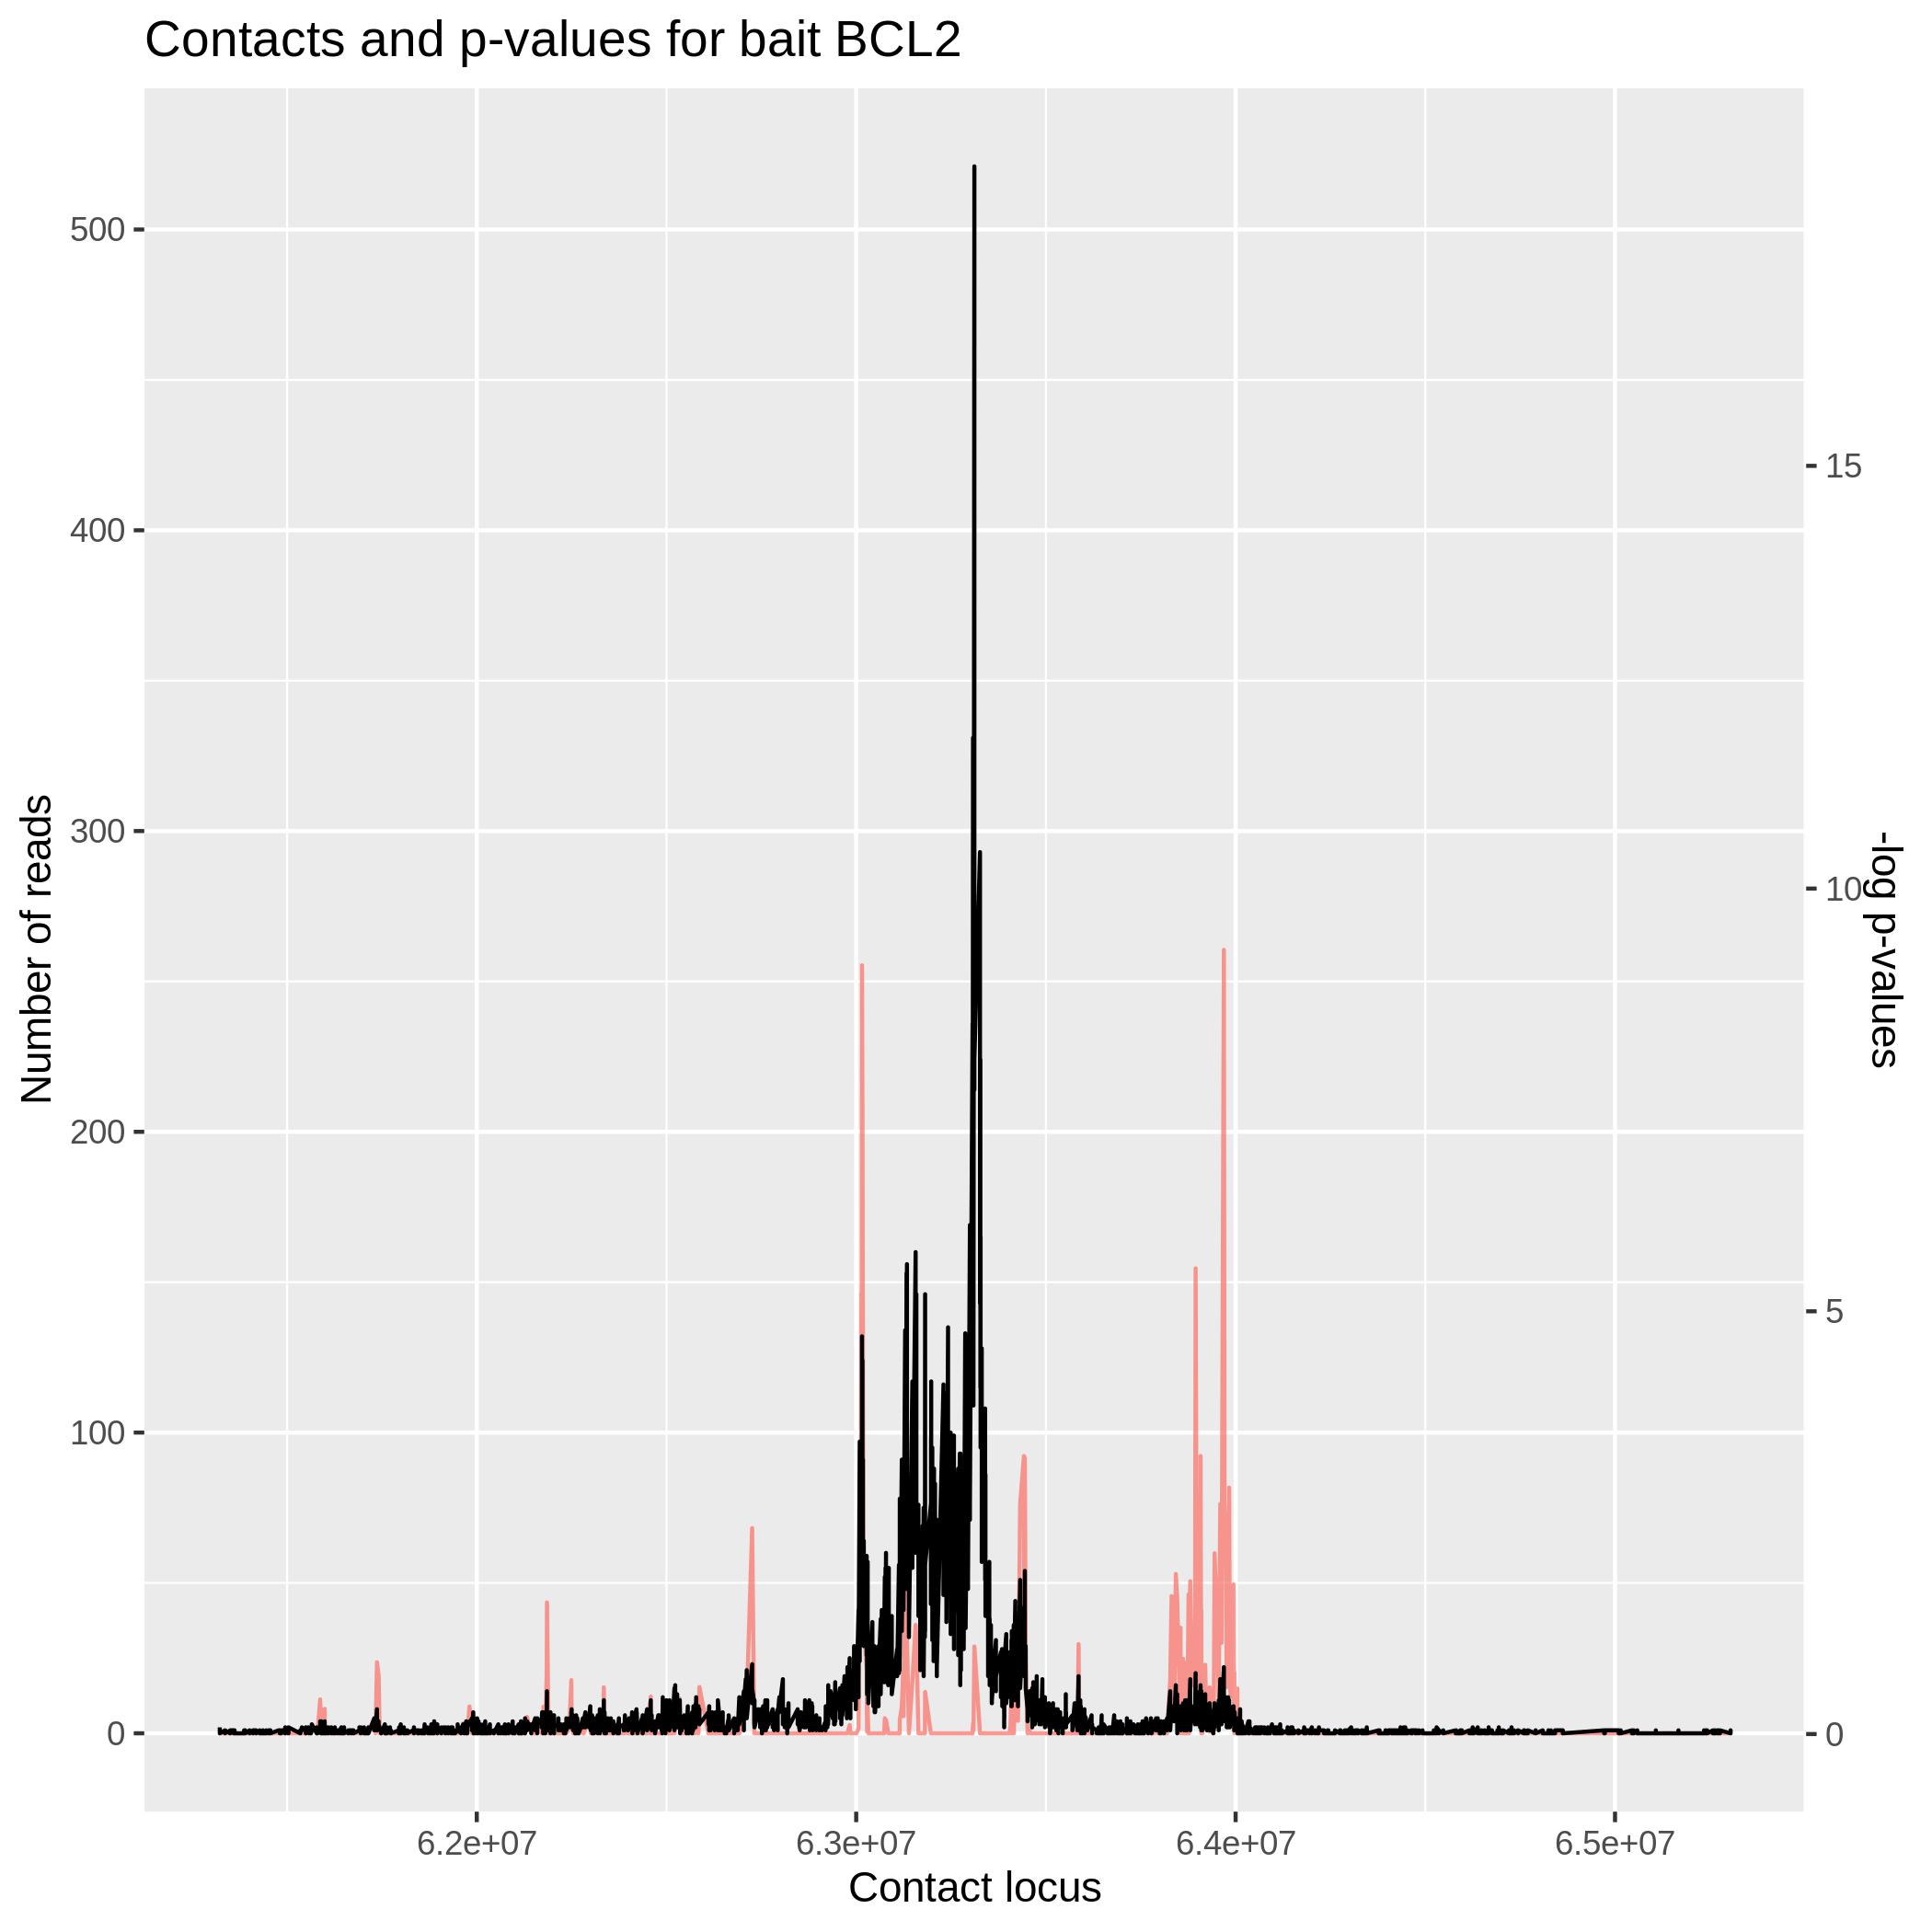 Contacts and p-values for bait BCL2
500
400
300
200
100
0
Number of reads
15
10
5
0
-log p-values
6.2e+07
6.3e+07
6.4e+07
6.5e+07
Contact locus